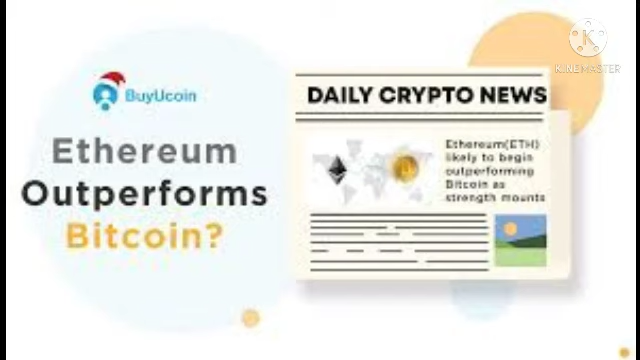 KINEMASTER
BuyUcoin
Ethereum
Outperforms
Bitcoin?
DAILY CRYPTO NEWS
Ethereum(ETH)
likely to begin
outperforming
Bitcoin as
strength mounts